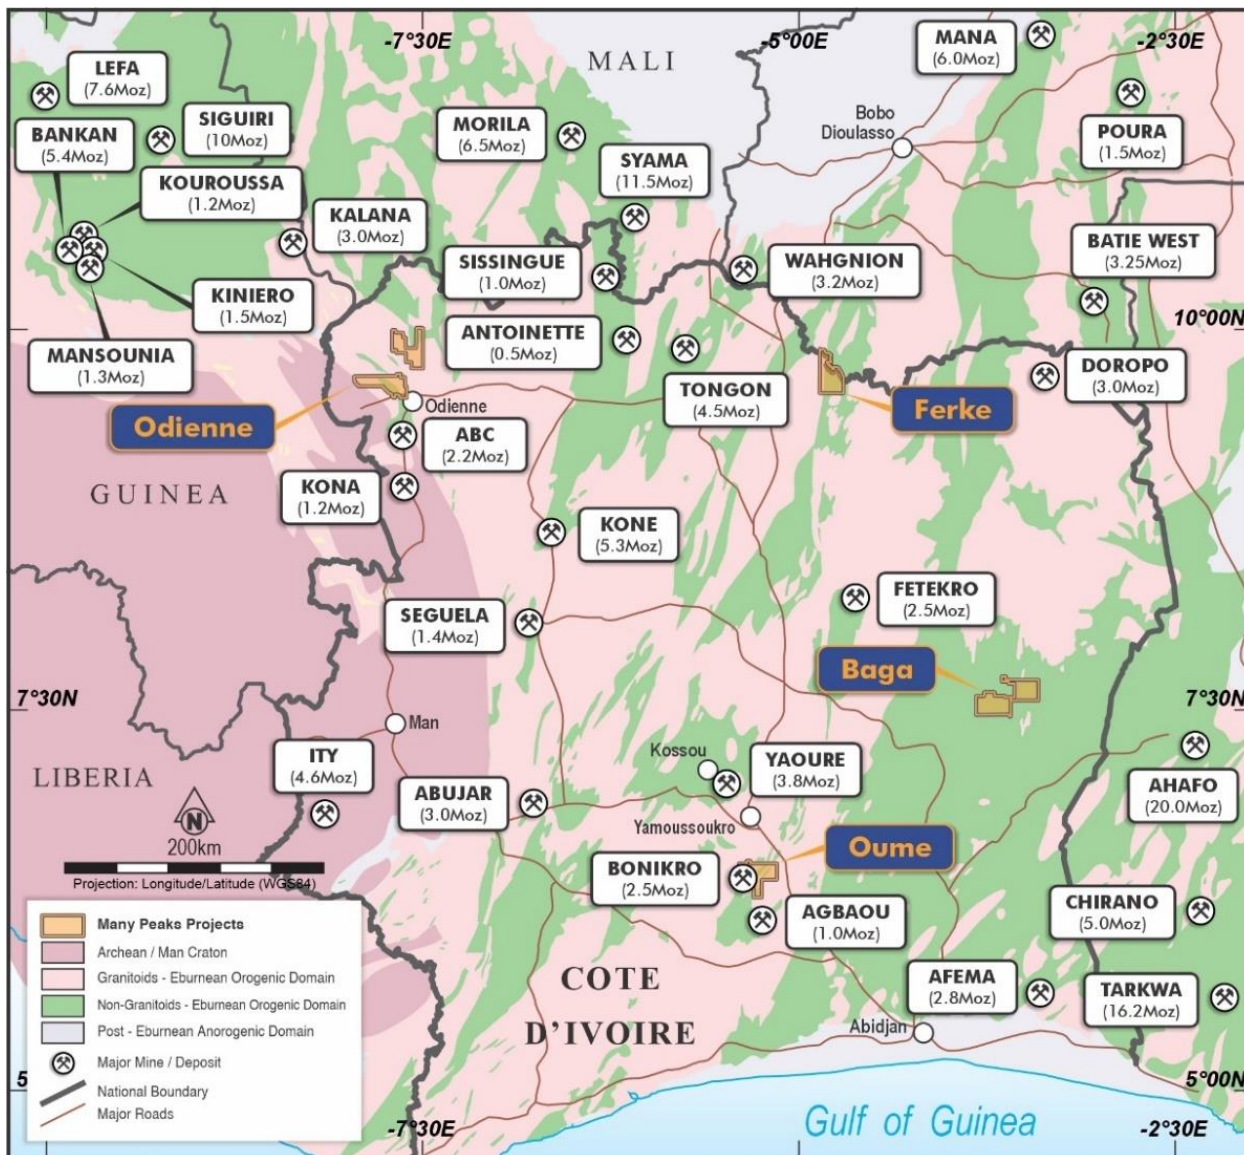 -7°30E
-5°00E
-2°30E
MALI
MANA
(6.0Moz)
LEFA
(7.6Moz)
SIGUIRI
(10Moz)
BANKAN
(5.4Moz)
MORILA
(6.5Moz)
Bobo
Dioulasso
POURA
(1.5Moz)
SYAMA
(11.5Moz)
KOUROUSSA
(1.2Moz)
KALANA
(3.0Moz)
SISSINGUE
(1.0Moz)
WAHGNION
(3.2Moz)
BATIE WEST
(3.25Moz)
KINIERO
(1.5Moz)
ANTOINETTE
(0.5Moz)
10°00N
MANSOUNIA
(1.3Moz)
TONGON
(4.5Moz)
DOROPO
(3.0Moz)
Odienne
Odienne
Ferke
ABC
(2.2Moz)
GUINEA
KONA
(1.2Moz)
KONE
(5.3Moz)
FETEKRO
(2.5Moz)
SEGUELA
(1.4Moz)
Baga
7°30N
7°30N
Man
LIBERIA
ITY
(4.6Moz)
Kossou
YAOURE
(3.8Moz)
AHAFO
(20.0Moz)
ABUJAR
(3.0Moz)
Yamoussoukro
N
200km
Projection: Longitude/Latitude (WGS84)
Oume
BONIKRO
(2.5Moz)
AGBAOU
(1.0Moz)
CHIRANO
(5.0Moz)
COTE
D'IVOIRE
AFEMA
(2.8Moz)
TARKWA
(16.2Moz)
Abidjan
Many Peaks Projects
Archean / Man Craton
Granitoids - Eburnean Orogenic Domain
Non-Granitoids - Eburnean Orogenic Domain
Post - Eburnean Anorogenic Domain
Major Mine / Deposit
National Boundary
Major Roads
5
5°00N
Gulf of Guinea
-7°30E
-5°00E
-2°30E